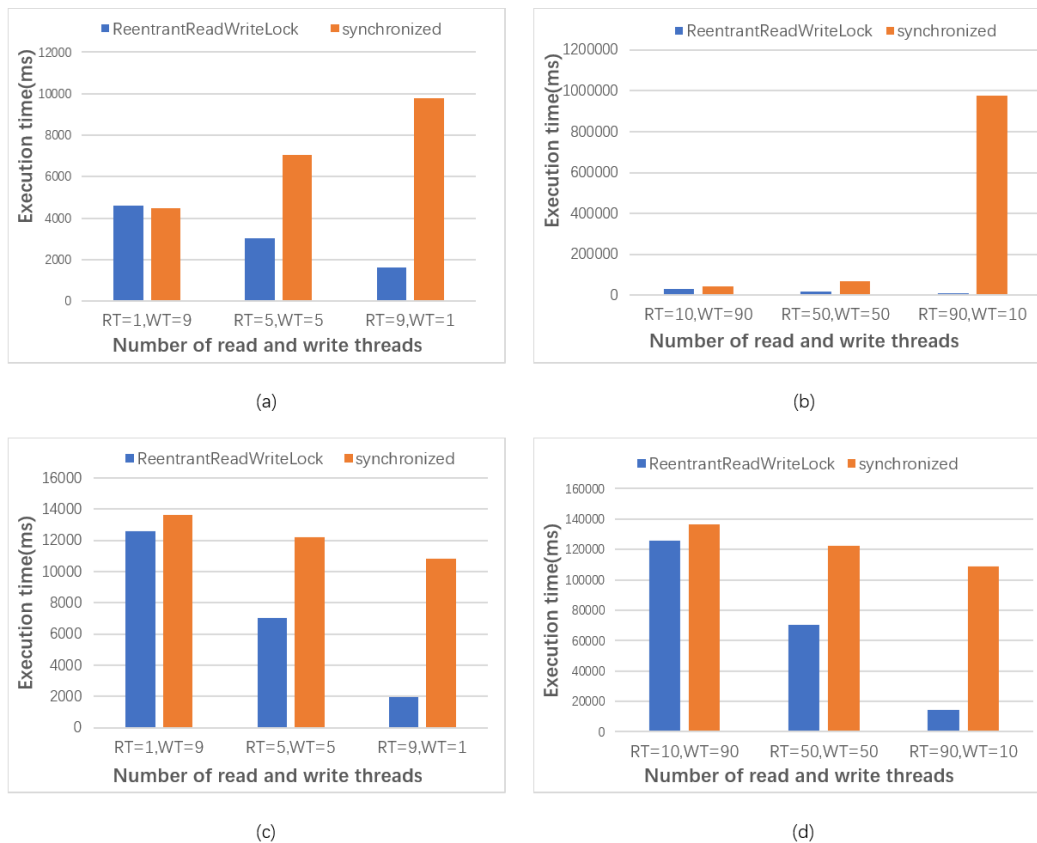 ReentrantReadWriteLock synchronized
12000
10000
8000
6000
4000
2000
0
Execution time(ms)
RT=1,WT=9 RT=5,WT=5 RT=9,WT=1
Number of read and write threads
(a)
ReentrantReadWriteLock synchronized
1200000
1000000
800000
600000
400000
200000
0
Execution time(ms)
RT=10,WT=90 RT=50,WT=50 RT=90,WT=10
Number of read and write threads
(b)
ReentrantReadWriteLock synchronized
16000
14000
12000
10000
8000
6000
4000
2000
0
Execution time(ms)
RT=1,WT=9 RT=5,WT=5 RT=9,WT=1
Number of read and write threads
(c)
ReentrantReadWriteLock synchronized
160000
140000
120000
100000
80000
60000
40000
20000
0
Execution time(ms)
RT=10,WT=90 RT=50,WT=50 RT=90,WT=10
Number of read and write threads
(d)